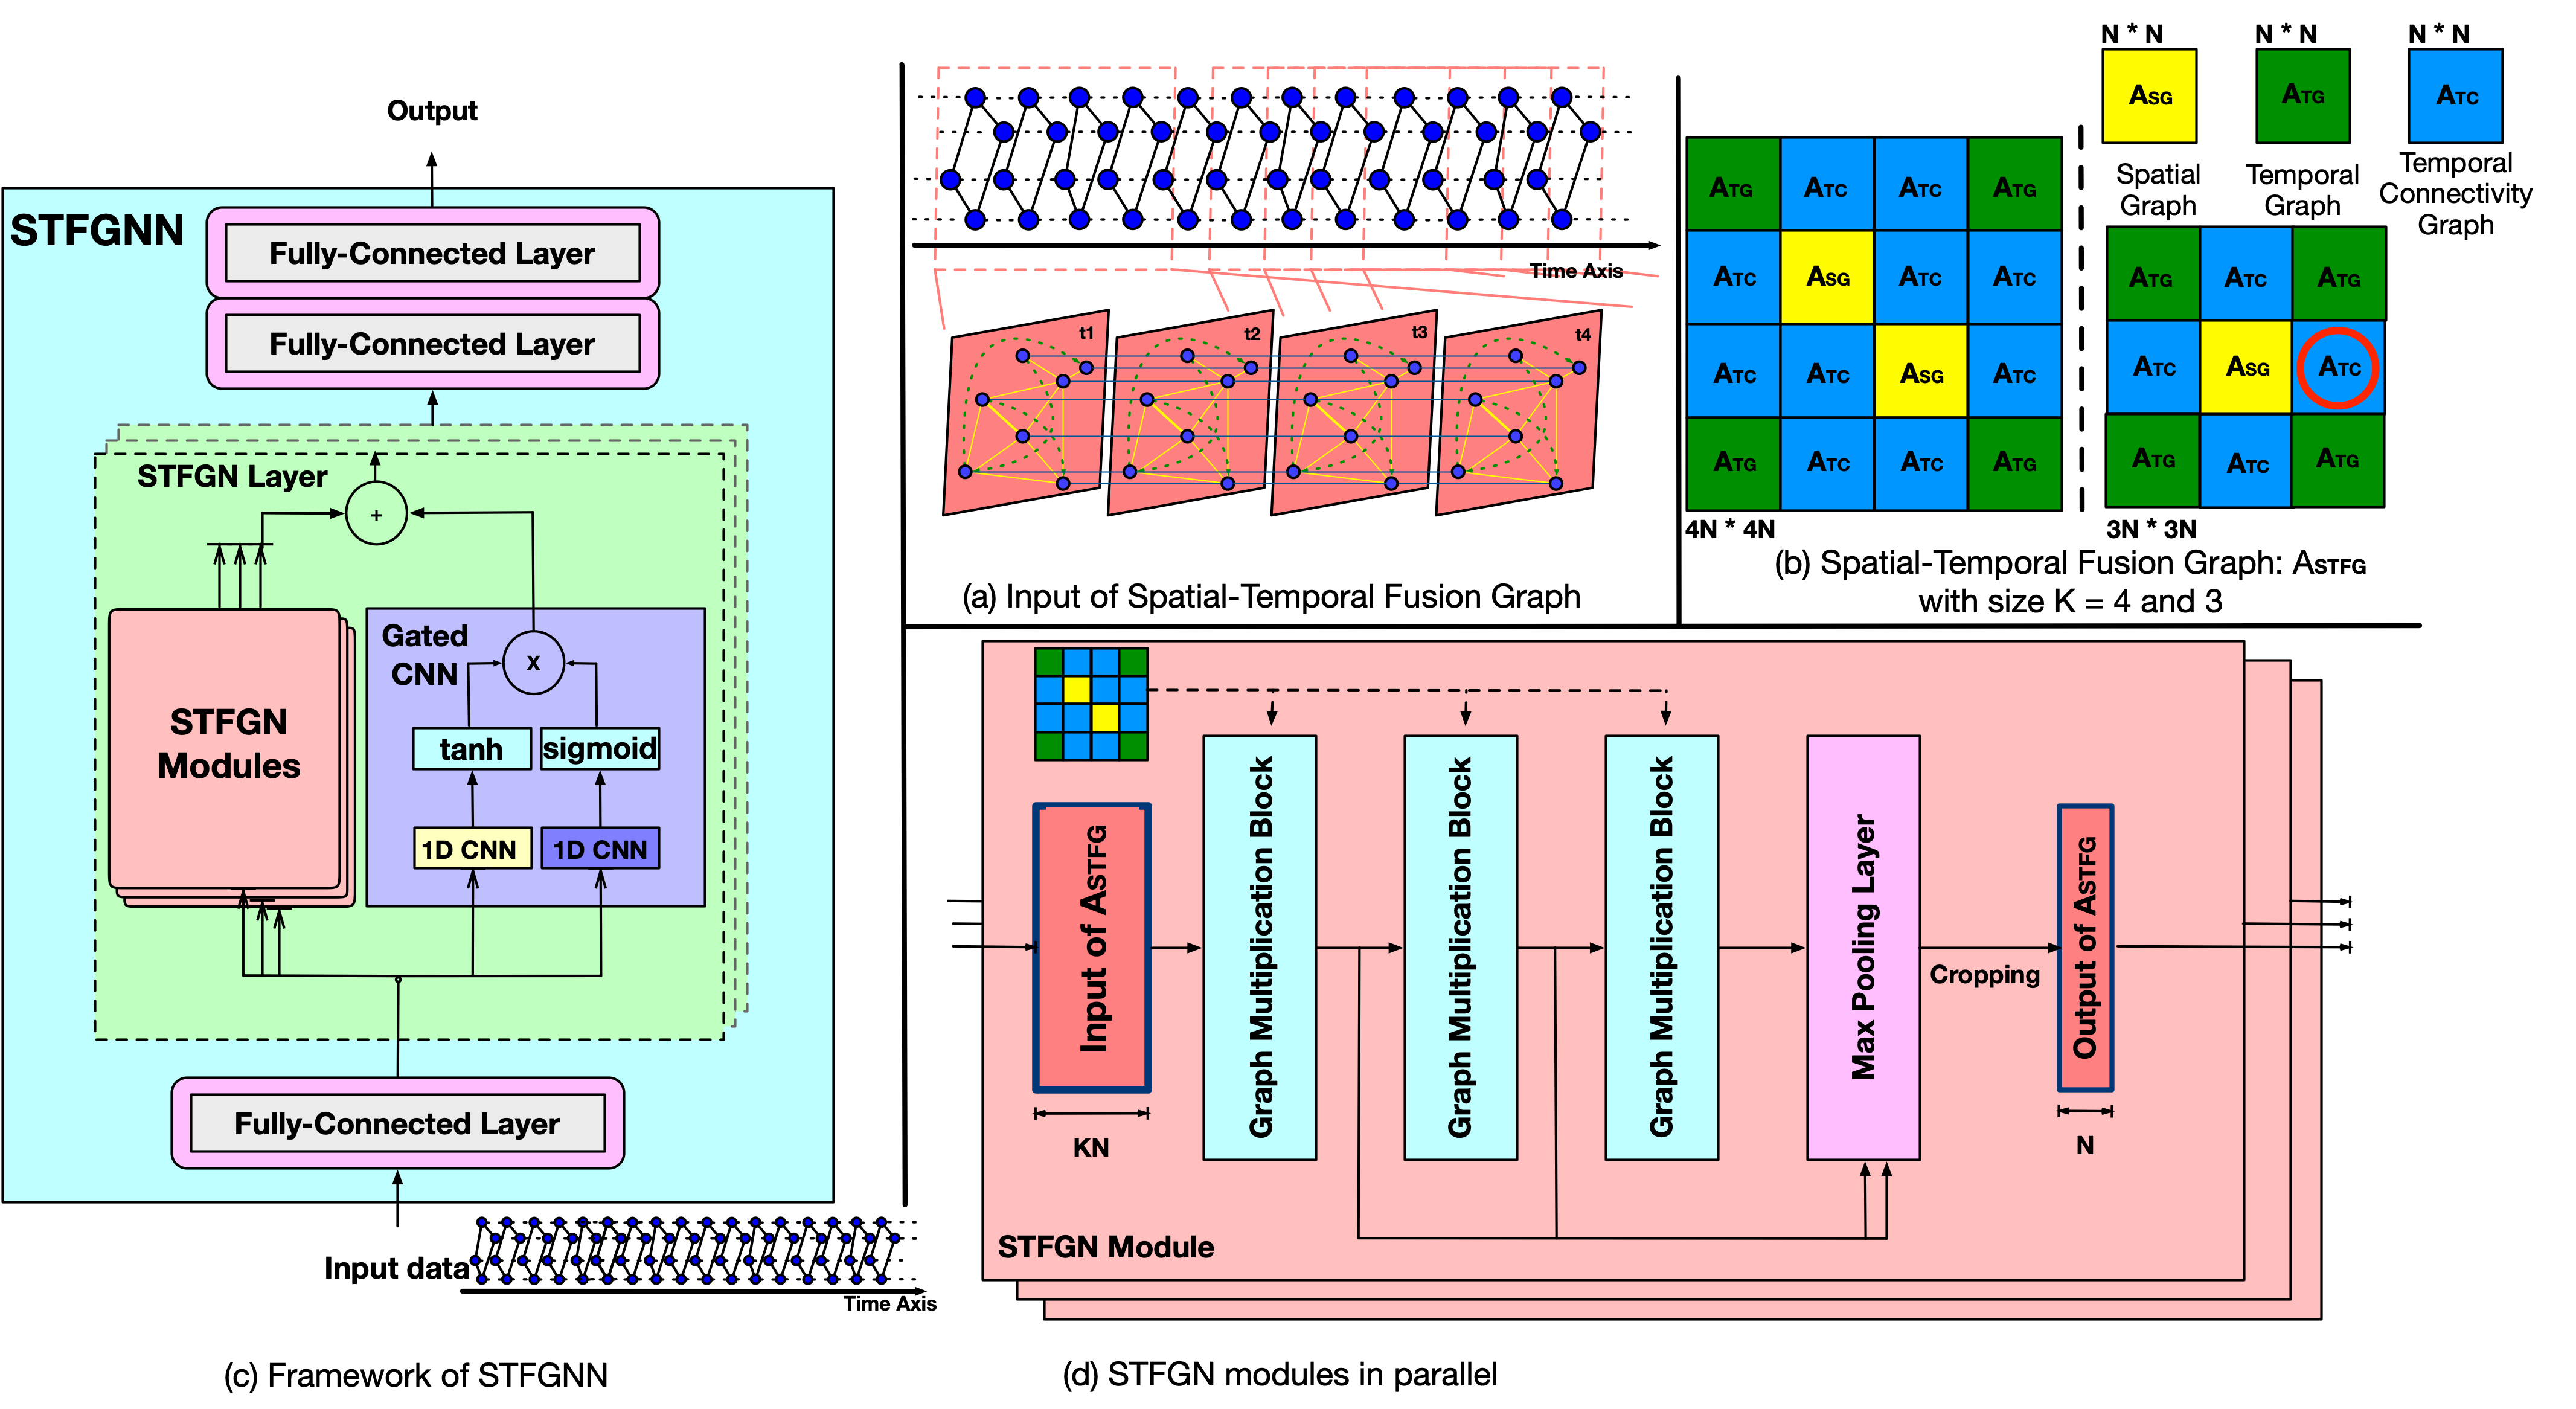 Output
STFGNN
Fully-Connected Layer
Fully-Connected Layer
STFGN Layer
+
STFGN
Modules
Gated
CNN
x
tanh
sigmoid
1D CNN
1D CNN
Fully-Connected Layer
Input data
Time Axis
(c) Framework of STFGNN
Time Axis
t1
t2
t3
t4
(a) Input of Spatial-Temporal Fusion Graph
N * N
N * N
N * N
ASG
ATG
ATC
Spatial
Graph
Temporal
Graph
Temporal
Connectivity
Graph
ATG ATC ATC ATG
ATC ASG ATC ATC
ATC ATC ASG ATC
ATG ATC ATC ATG
4N * 4N
ATG ATC ATG
ATC ASG ATC
ATG ATC ATG
3N * 3N
(b) Spatial-Temporal Fusion Graph: ASTFG
with size K = 4 and 3
Input of ASTFG
KN
Graph Multiplication Block
Graph Multiplication Block
Graph Multiplication Block
Max Pooling Layer
Cropping
Output of ASTFG
N
STFGN Module
(d) STFGN modules in parallel